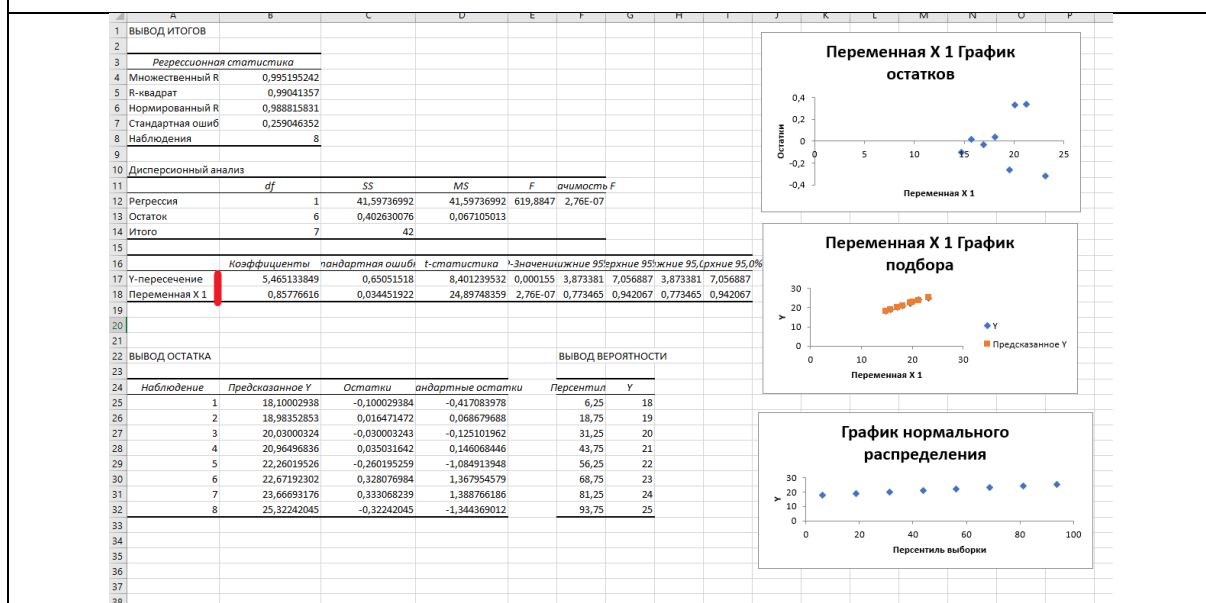 A B C D E F G H I J K L M N O P
1 ВЫВОД ИТОГОВ
2
3 Регрессионная статистика
4 Множественный R 0,995195242
5 R-квадрат 0,99041357
6 Нормированный R 0,988815831
7 Стандартная ошиб 0,259046352
8 Наблюдения 8
9
10 Дисперсионный анализ
11 df SS MS F ачимость F
12 Регрессия 1 41,59736992 41,59736992 619,8847 2,76E-07
13 Остаток 6 0,402630076 0,067105013
14 Итого 7 42
15
16 Коэффициенты тандартная ошибк t-статистика P-Значени ижние 95% ерхние 95% жние 95,0 рхние 95,0%
17 Y-пересечение 5,465133849 0,65051518 8,401239532 0,000155 3,873381 7,056887 3,873381 7,056887
18 Переменная X 1 0,85776616 0,034451922 24,89748359 2,76E-07 0,773465 0,942067 0,773465 0,942067
19
20
21
22 ВЫВОД ОСТАТКА ВЫВОД ВЕРОЯТНОСТИ
23
24 Наблюдение Предсказанное Y Остатки андартные остатки Персентил Y
25 1 18,10002938 -0,100029384 -0,417083978 6,25 18
26 2 18,98352853 0,016471472 0,068679688 18,75 19
27 3 20,03000324 -0,030003243 -0,125101962 31,25 20
28 4 20,96496836 0,035031642 0,146068446 43,75 21
29 5 22,26019526 -0,260195259 -1,084913948 56,25 22
30 6 22,67192302 0,328076984 1,367954579 68,75 23
31 7 23,66693176 0,333068239 1,388766186 81,25 24
32 8 25,32242045 -0,32242045 -1,344369012 93,75 25
33
34
35
36
37
38
Переменная X 1 График
остатков
Остатки
0,4
0,2
0
-0,2
-0,4
0 5 10 15 20 25
Переменная X 1
Переменная X 1 График
подбора
Y
30
20
10
0
0 10 20 30
Переменная X 1
Y
Предсказанное Y
График нормального
распределения
Y
30
20
10
0
0 20 40 60 80 100
Персентиль выборки